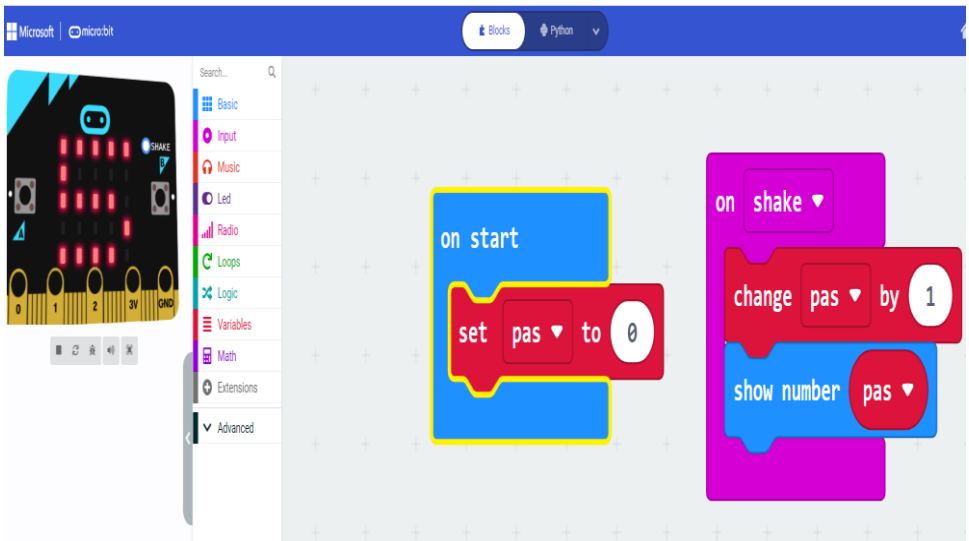 Microsoft micro:bit Blocks Python
SHAKE
B
A
0 1 2 3V GND
Search...
Basic
Input
Music
Led
Radio
Loops
Logic
Variables
Math
Extensions
Advanced
on start
set pas to 0
on shake
change pas by 1
show number pas